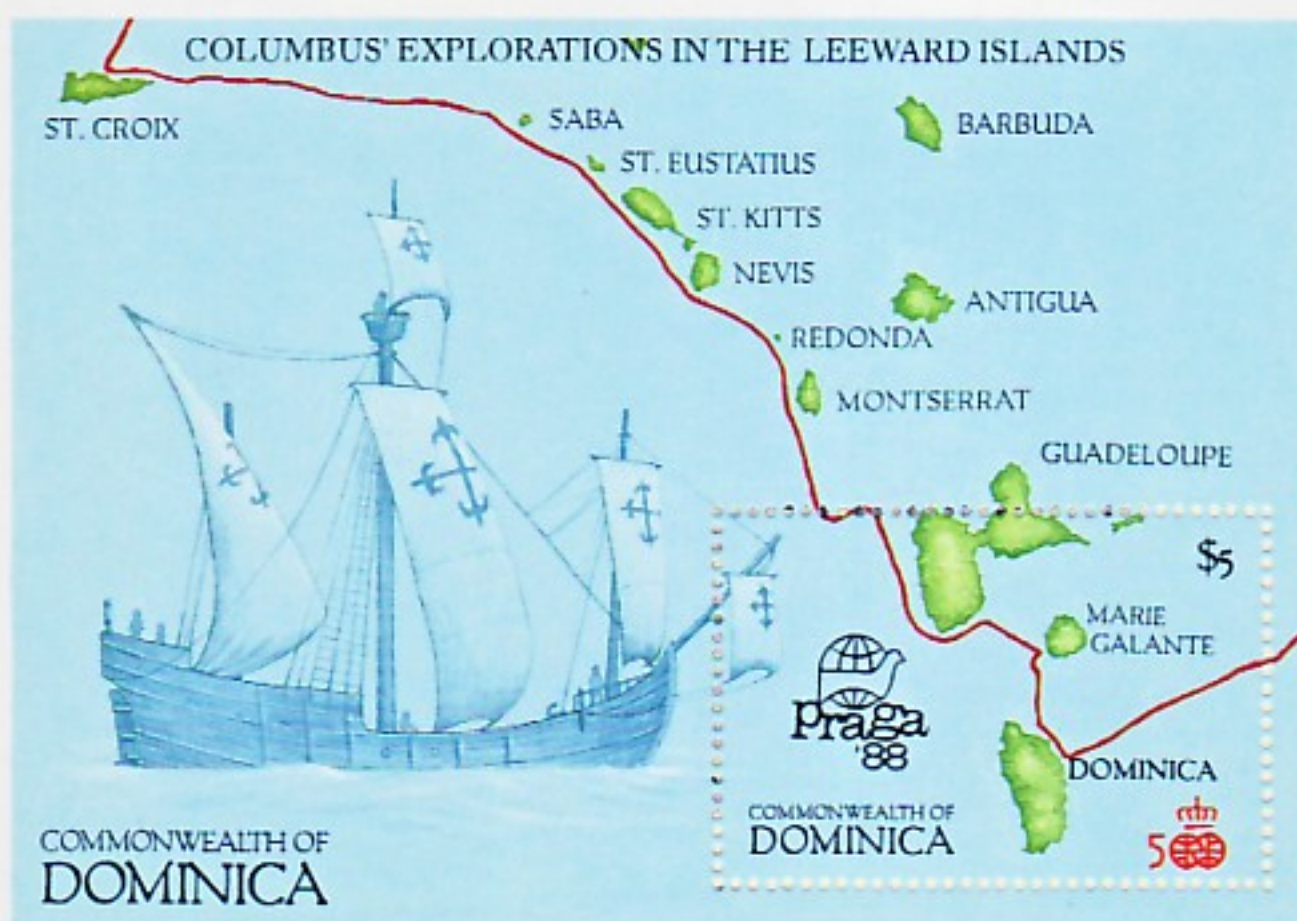 COLUMBUS' EXPLORATIONS IN THE LEEWARD ISLANDS
ST. CROIX
SABA
BARBUDA
ST. EUSTATIUS
ST. KITTS
NEVIS
ANTIGUA
REDONDA
MONTSERRAT
GUADELOUPE
$5
MARIE
GALANTE
Praga
'88
DOMINICA
COMMONWEALTH OF
DOMINICA
500
COMMONWEALTH OF
DOMINICA